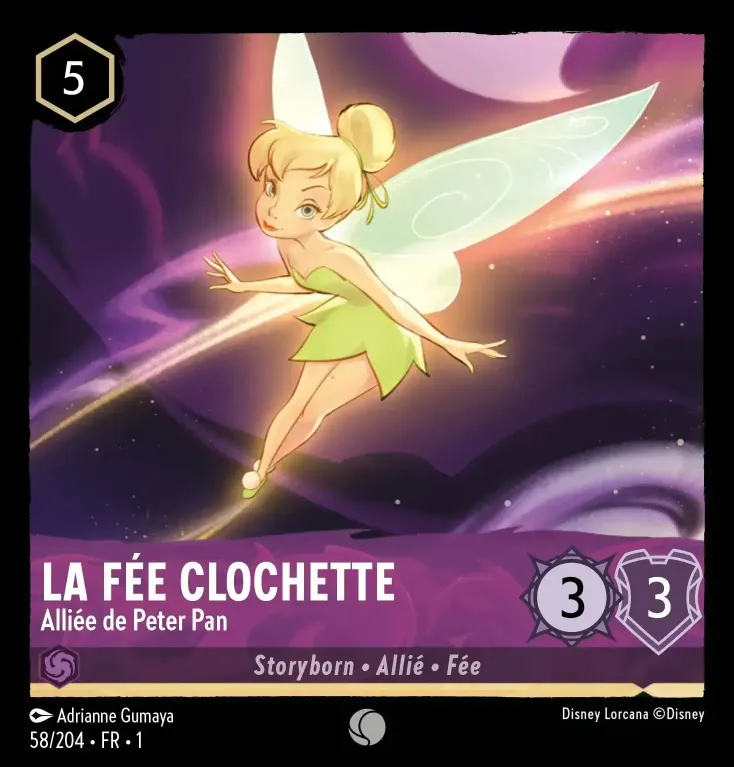 5
LA FÉE CLOCHETTE
Alliée de Peter Pan
3 3
Storyborn • Allié • Fée
Adrianne Gumaya
Disney Lorcana ©Disney
58/204 • FR • 1